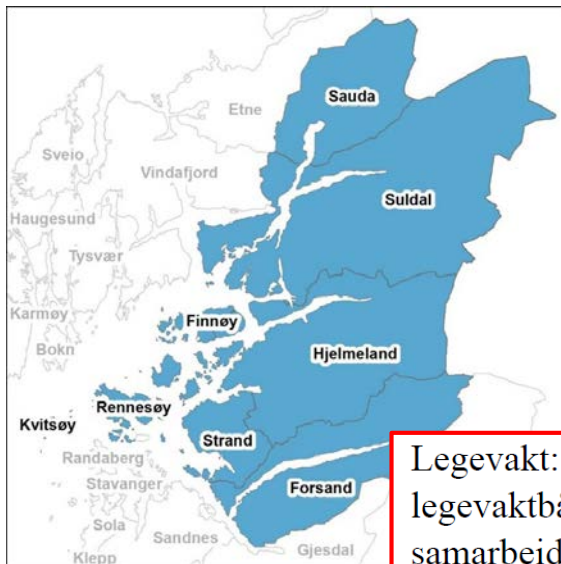 Sauda
Etne
Sveio
Vindafjord
Suldal
Haugesund
Tysvær
Karmøy
Finnøy
Bokn
Hjelmeland
Rennesøy
Kvitsøy
Strand
Randaberg
Stavanger
Forsand
Sola
Sandnes
Gjesdal
Klepp
Legevakt:
legevaktbå
samarbeid